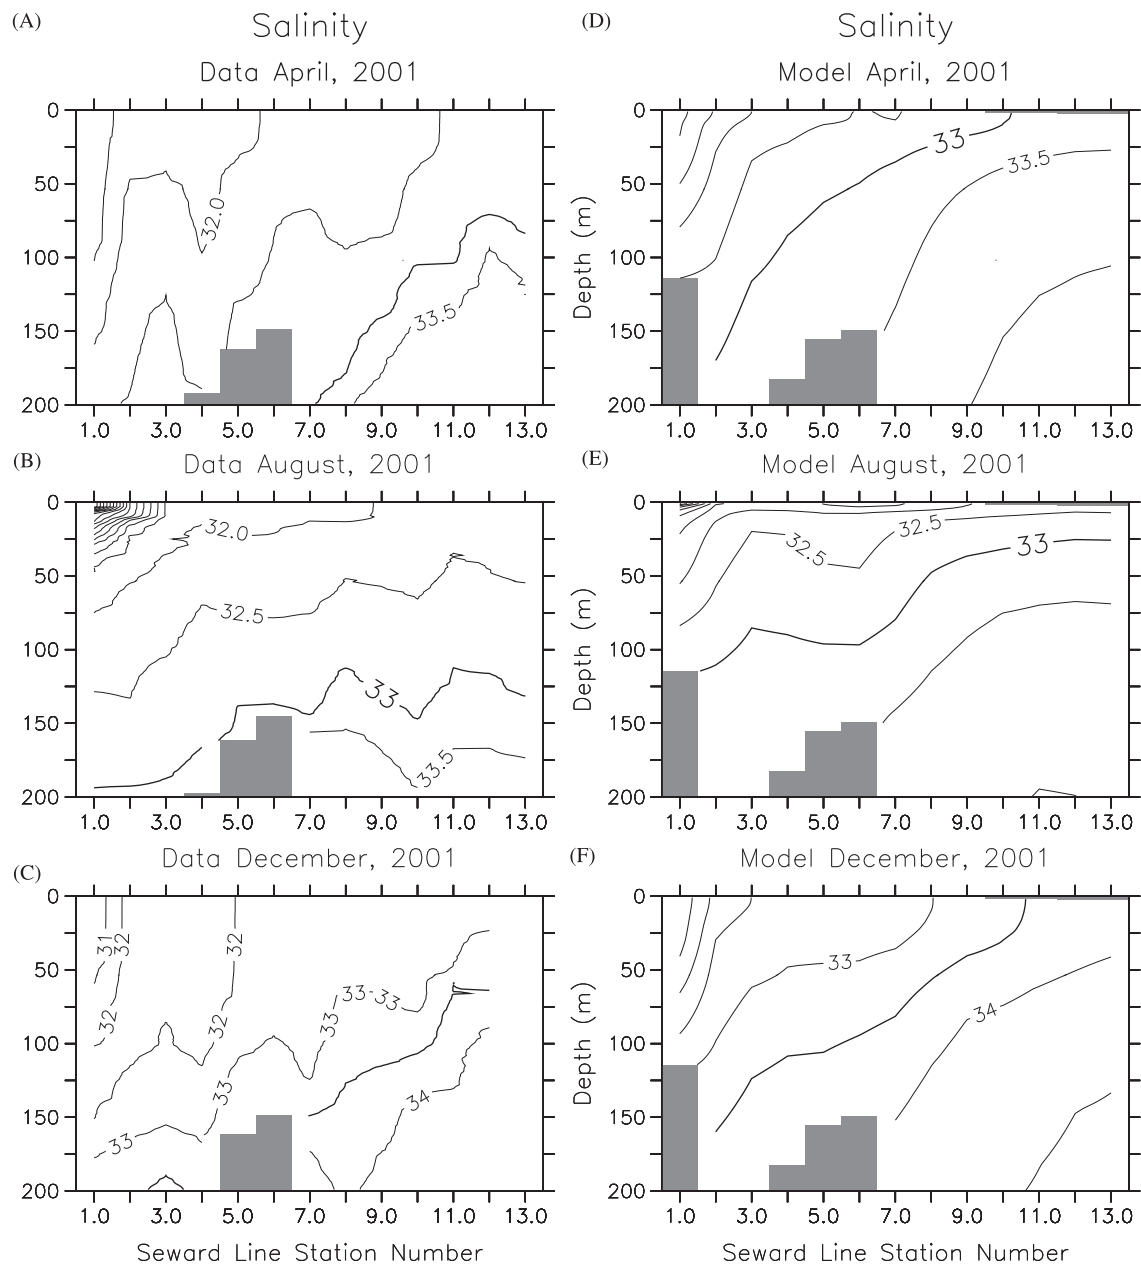 (A)
Salinity
Data April, 2001
0
50
100
150
200
32.0
33.5
1.0 3.0 5.0 7.0 9.0 11.0 13.0
(B)
Data August, 2001
0
50
100
150
200
32.0
32.5
33
33.5
1.0 3.0 5.0 7.0 9.0 11.0 13.0
(C)
Data December, 2001
0
50
100
150
200
31
32
32
32
32
33
33
33-33
33
34
1.0 3.0 5.0 7.0 9.0 11.0 13.0
Seward Line Station Number
(D)
Salinity
Model April, 2001
Depth (m)
0
50
100
150
200
33
33.5
1.0 3.0 5.0 7.0 9.0 11.0 13.0
(E)
Model August, 2001
Depth (m)
0
50
100
150
200
32.5
32.5
33
1.0 3.0 5.0 7.0 9.0 11.0 13.0
(F)
Model December, 2001
Depth (m)
0
50
100
150
200
33
34
1.0 3.0 5.0 7.0 9.0 11.0 13.0
Seward Line Station Number